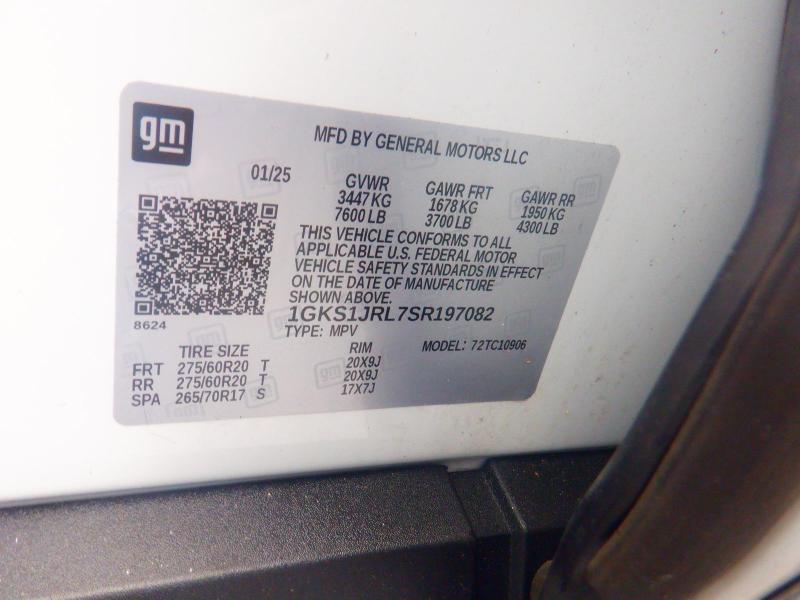 gm
MFD BY GENERAL MOTORS LLC
01/25
GVWR GAWR FRT GAWR RR
3447 KG 1678 KG 1950 KG
7600 LB 3700 LB 4300 LB
THIS VEHICLE CONFORMS TO ALL
APPLICABLE U.S. FEDERAL MOTOR
VEHICLE SAFETY STANDARDS IN EFFECT
ON THE DATE OF MANUFACTURE
SHOWN ABOVE.
1GKS1JRL7SR197082
8624
TYPE: MPV MODEL: 72TC10906
TIRE SIZE RIM
FRT 275/60R20 T 20X9J
RR 275/60R20 T 20X9J
SPA 265/70R17 S 17X7J